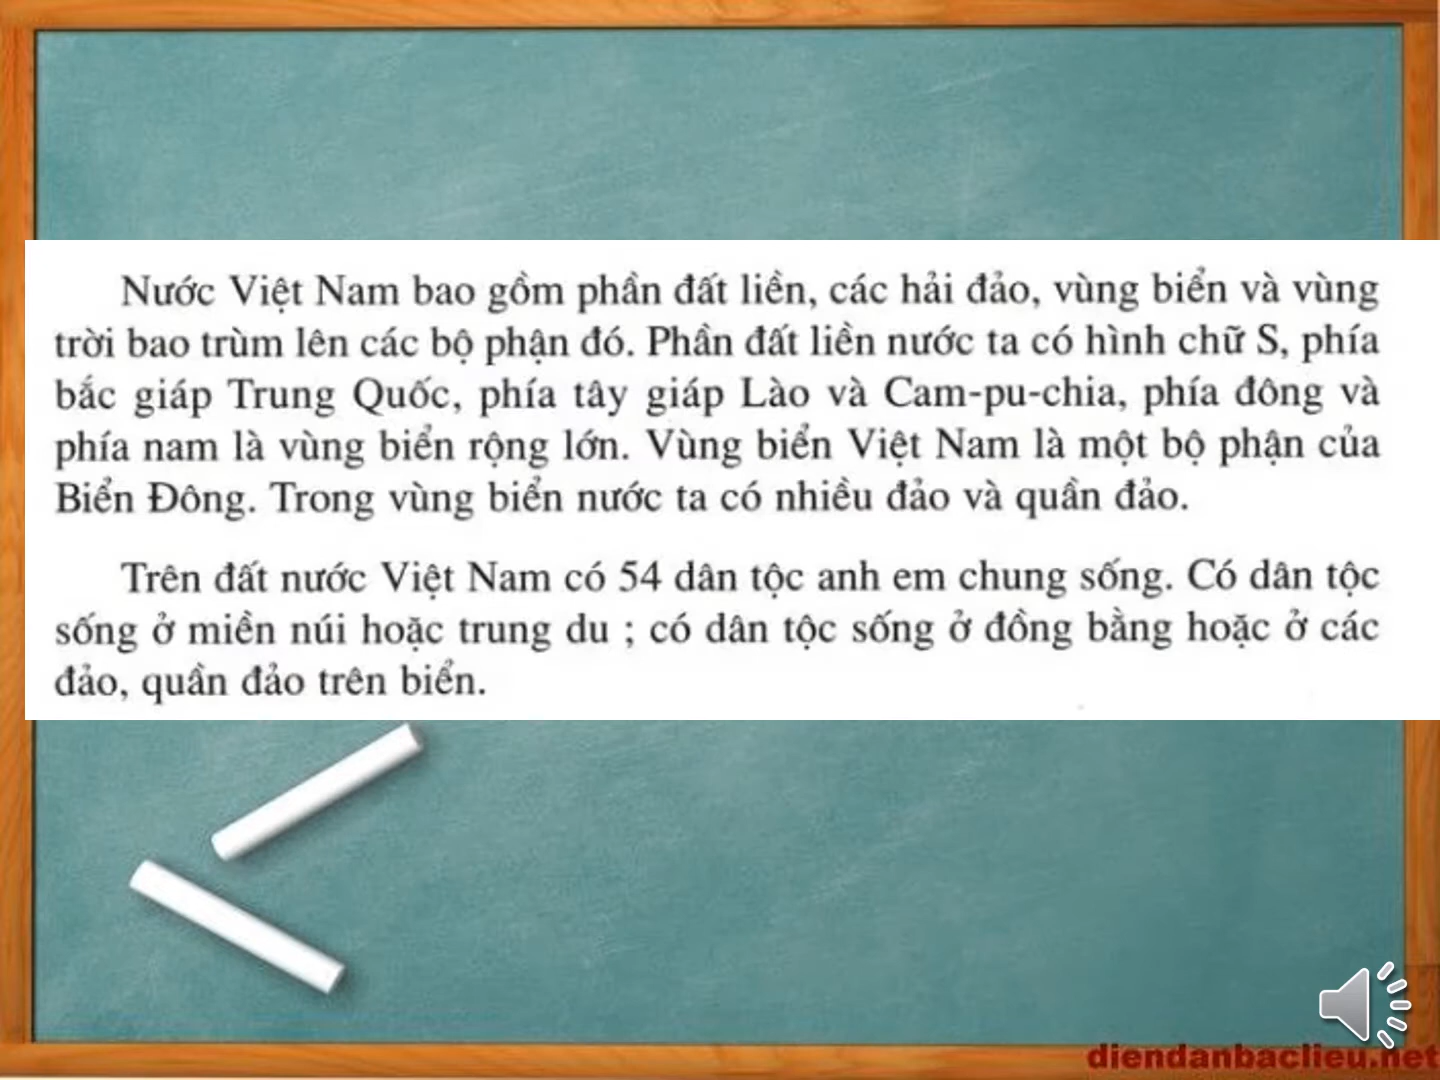 Nước Việt Nam bao gồm phần đất liền, các hải đảo, vùng biển và vùng
trời bao trùm lên các bộ phận đó. Phần đất liền nước ta có hình chữ S, phía
bắc giáp Trung Quốc, phía tây giáp Lào và Cam-pu-chia, phía đông và
phía nam là vùng biển rộng lớn. Vùng biển Việt Nam là một bộ phận của
Biển Đông. Trong vùng biển nước ta có nhiều đảo và quần đảo.
Trên đất nước Việt Nam có 54 dân tộc anh em chung sống. Có dân tộc
sống ở miền núi hoặc trung du ; có dân tộc sống ở đồng bằng hoặc ở các
đảo, quần đảo trên biển.
diendanbaclieu.net